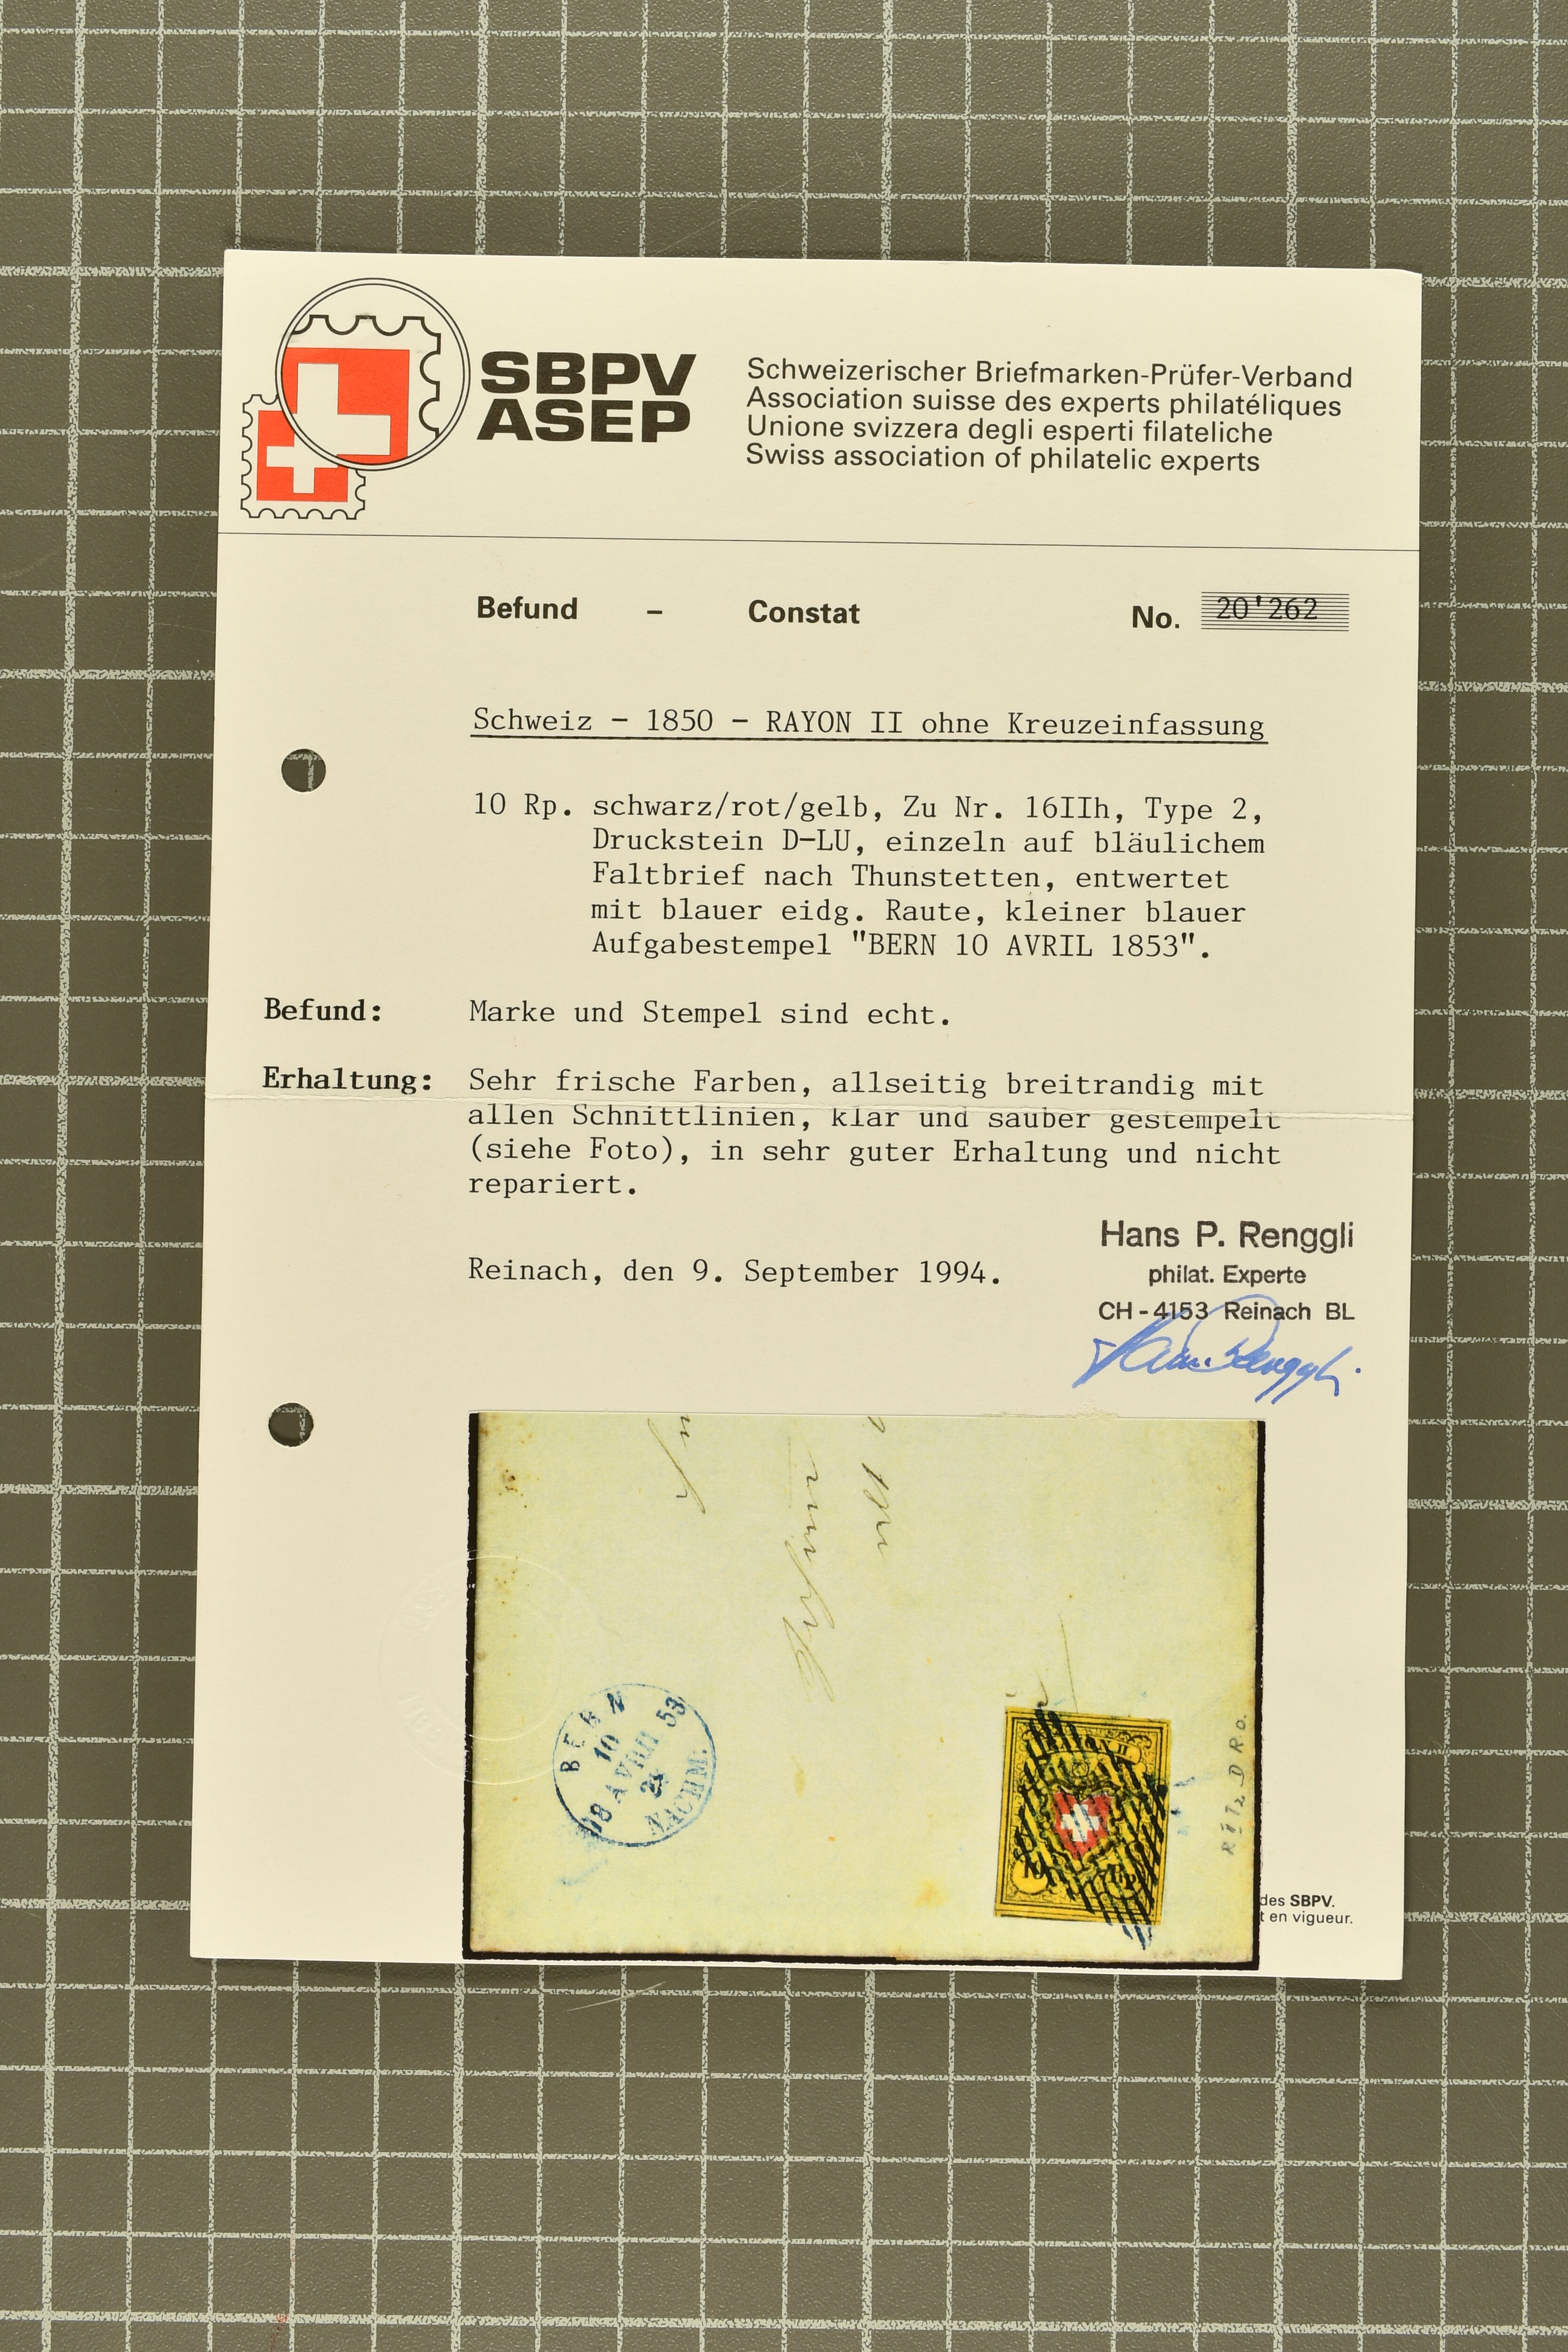 SBPV
ASEP
Schweizerischer Briefmarken-Prüfer-Verband
Association suisse des experts philatéliques
Unione svizzera degli esperti filateliche
Swiss association of philatelic experts
Befund - Constat No. 20'262
Schweiz - 1850 - RAYON II ohne Kreuzeinfassung
10 Rp. schwarz/rot/gelb, Zu Nr. 16IIh, Type 2,
Druckstein D-LU, einzeln auf bläulichem
Faltbrief nach Thunstetten, entwertet
mit blauer eidg. Raute, kleiner blauer
Aufgabestempel "BERN 10 AVRIL 1853".
Befund: Marke und Stempel sind echt.
Erhaltung: Sehr frische Farben, allseitig breitrandig mit
allen Schnittlinien, klar und sauber gestempelt
(siehe Foto), in sehr guter Erhaltung und nicht
repariert.
Reinach, den 9. September 1994.
Hans P. Renggli
philat. Experte
CH-4153 Reinach BL
BERN
10
53
NACHM.
des SBPV.
t en vigueur.